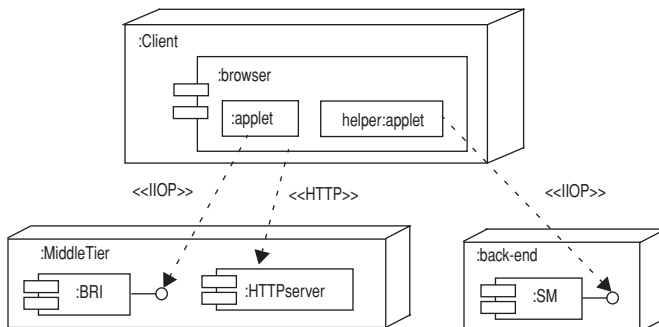 :Client
:browser
:applet
helper:applet
<<IIOP>>
<<HTTP>>
<<IIOP>>
:MiddleTier
:BRI
:HTTPserver
:back-end
:SM